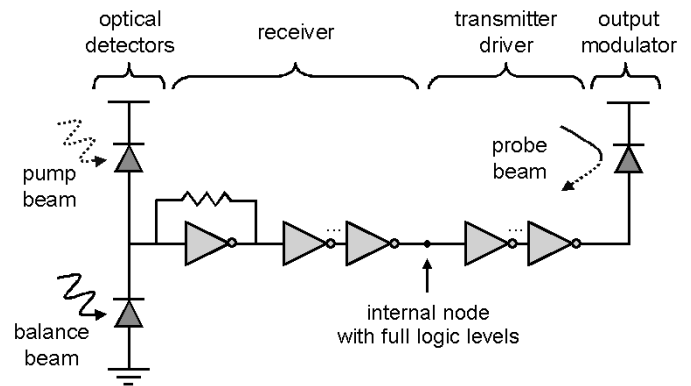 optical
detectors
receiver
transmitter
driver
output
modulator
pump
beam
probe
beam
...
...
balance
beam
internal node
with full logic levels